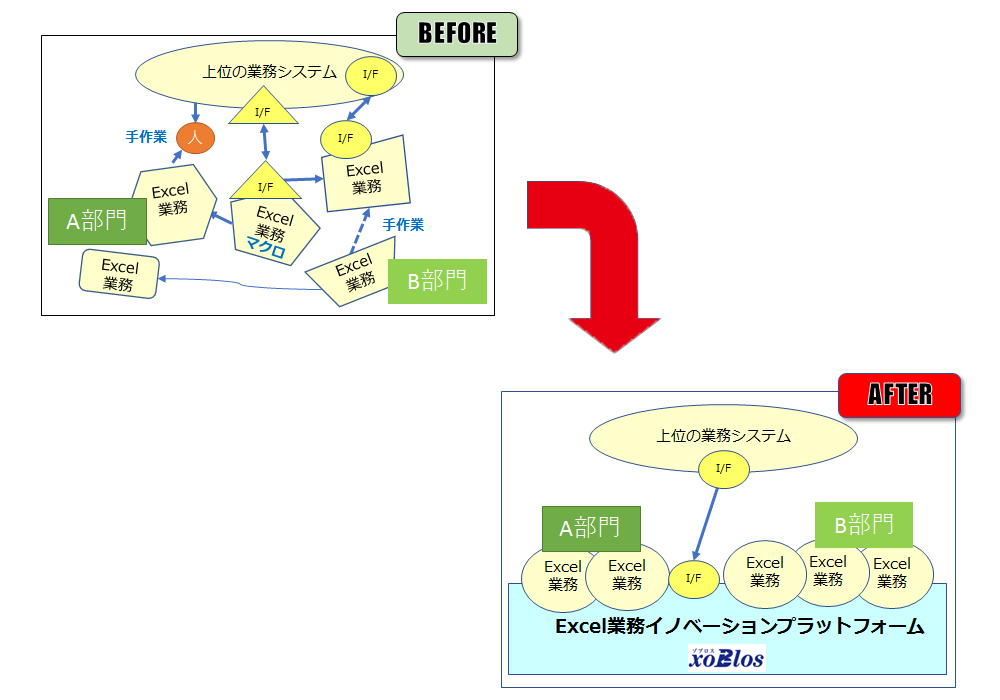 BEFORE
上位の業務システム
I/F
I/F
手作業
人
I/F
I/F
Excel
業務
Excel
業務
A部門
Excel
業務
マクロ
手作業
Excel
業務
Excel
業務
B部門
AFTER
上位の業務システム
I/F
A部門
B部門
Excel
業務
Excel
業務
I/F
Excel
業務
Excel
業務
Excel
業務
Excel業務イノベーションプラットフォーム
ゾブロス
xoBlos